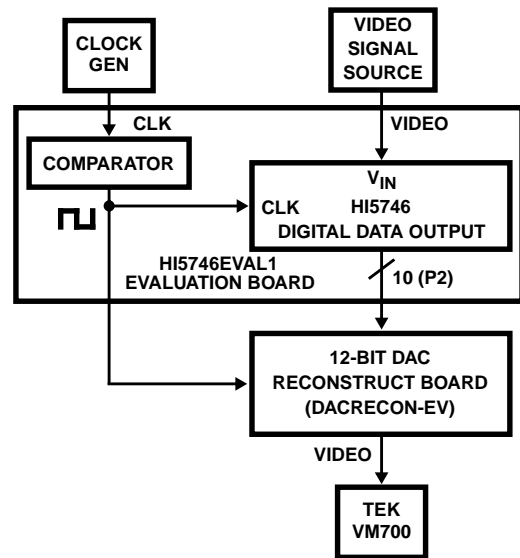 CLOCK
GEN
VIDEO
SIGNAL
SOURCE
CLK
VIDEO
COMPARATOR
VIN
CLK
HI5746
DIGITAL DATA OUTPUT
HI5746EVAL1
EVALUATION BOARD
10 (P2)
12-BIT DAC
RECONSTRUCT BOARD
(DACRECON-EV)
VIDEO
TEK
VM700